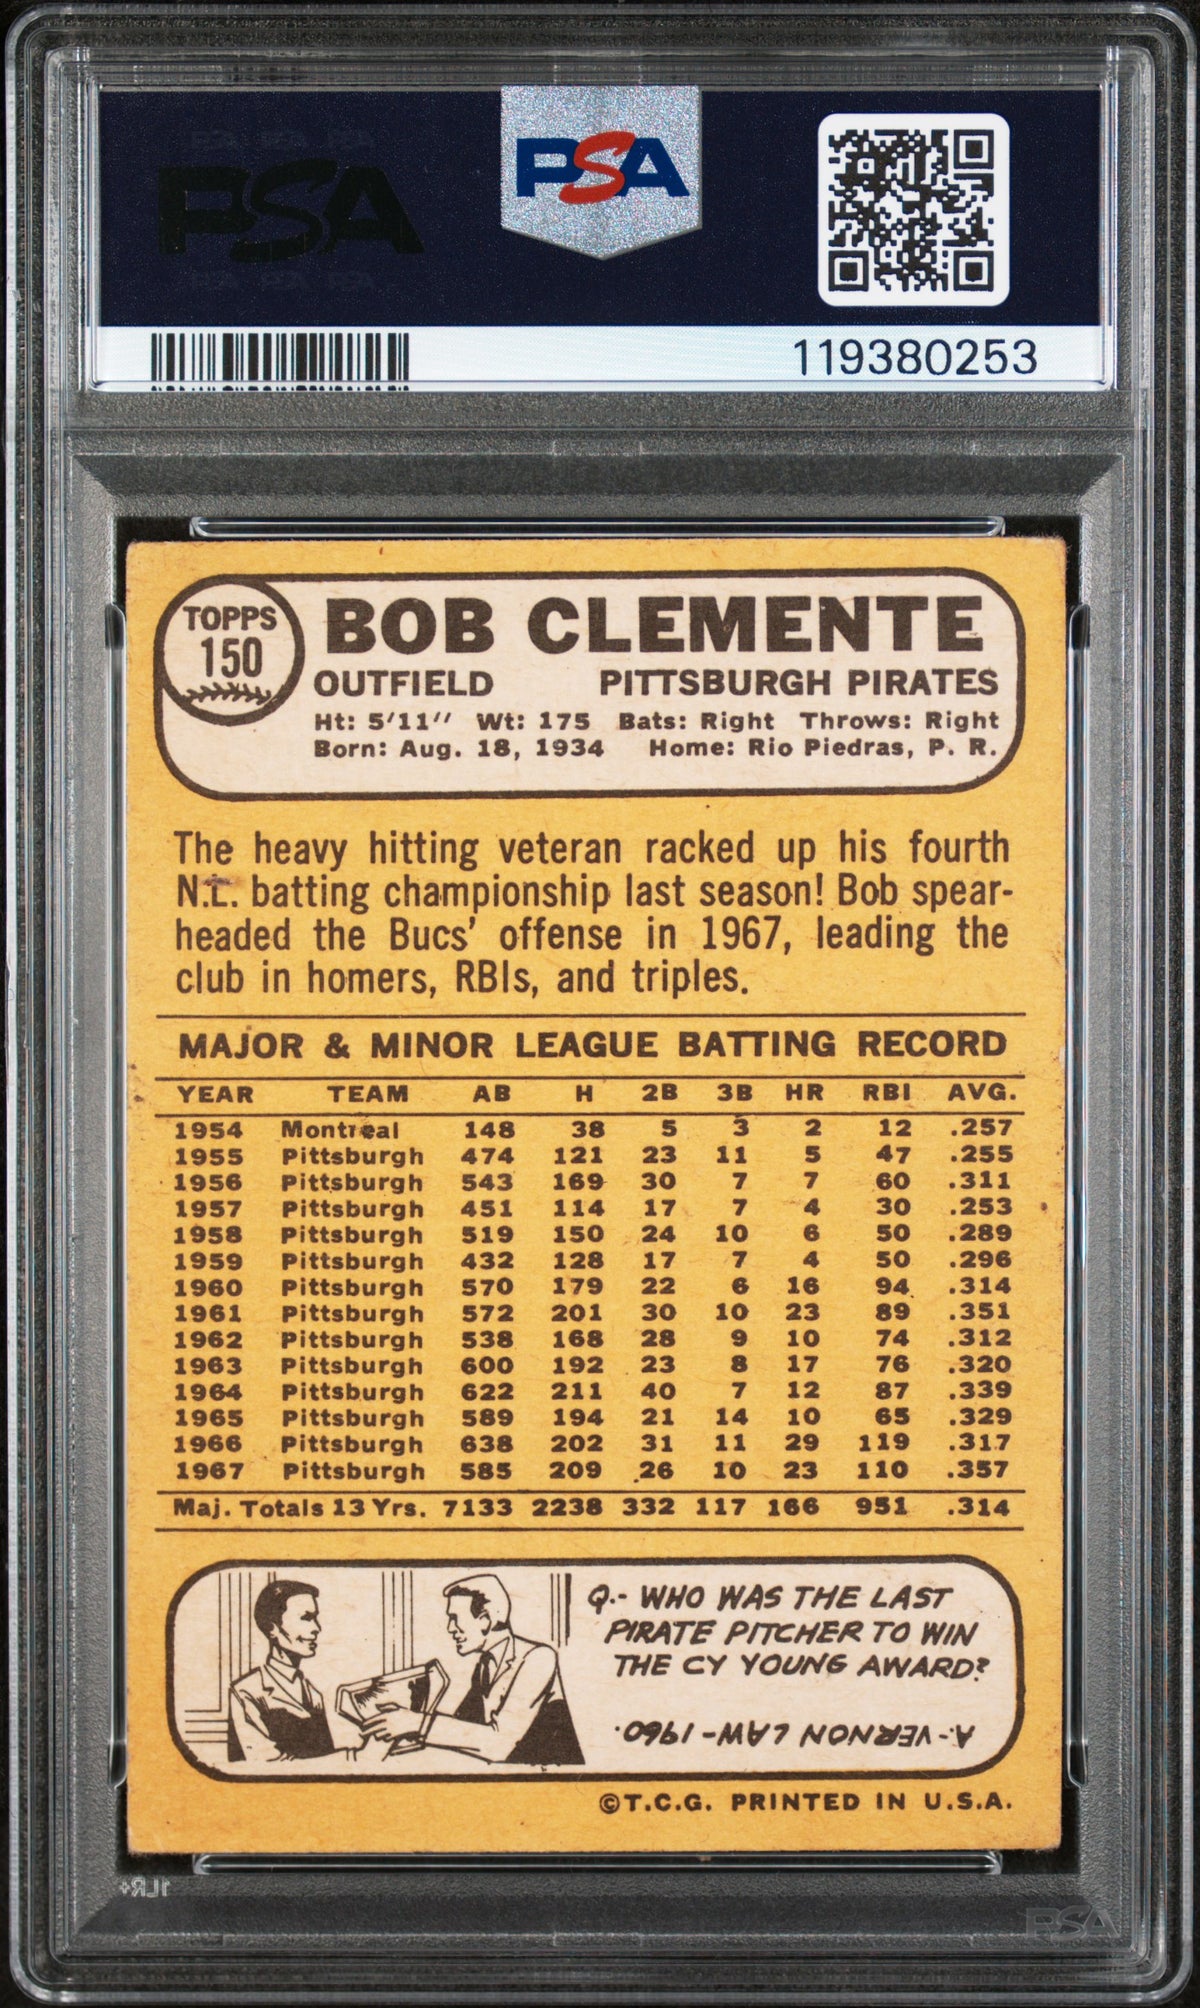 PSA
PSA
119380253
TOPPS
150
BOB CLEMENTE
OUTFIELD PITTSBURGH PIRATES
Ht: 5'11'' Wt: 175 Bats: Right Throws: Right
Born: Aug. 18, 1934 Home: Rio Piedras, P. R.
The heavy hitting veteran racked up his fourth
N.L. batting championship last season! Bob spear-
headed the Bucs' offense in 1967, leading the
club in homers, RBIs, and triples.
MAJOR & MINOR LEAGUE BATTING RECORD
YEAR TEAM AB H 2B 3B HR RBI AVG.
1954 Montreal 148 38 5 3 2 12 .257
1955 Pittsburgh 474 121 23 11 5 47 .255
1956 Pittsburgh 543 169 30 7 7 60 .311
1957 Pittsburgh 451 114 17 7 4 30 .253
1958 Pittsburgh 519 150 24 10 6 50 .289
1959 Pittsburgh 432 128 17 7 4 50 .296
1960 Pittsburgh 570 179 22 6 16 94 .314
1961 Pittsburgh 572 201 30 10 23 89 .351
1962 Pittsburgh 538 168 28 9 10 74 .312
1963 Pittsburgh 600 192 23 8 17 76 .320
1964 Pittsburgh 622 211 40 7 12 87 .339
1965 Pittsburgh 589 194 21 14 10 65 .329
1966 Pittsburgh 638 202 31 11 29 119 .317
1967 Pittsburgh 585 209 26 10 23 110 .357
Maj. Totals 13 Yrs. 7133 2238 332 117 166 951 .314
Q.- WHO WAS THE LAST
PIRATE PITCHER TO WIN
THE CY YOUNG AWARD?
A.- VERNON LAW-1960.
©T.C.G. PRINTED IN U.S.A.
1LR+
PSA